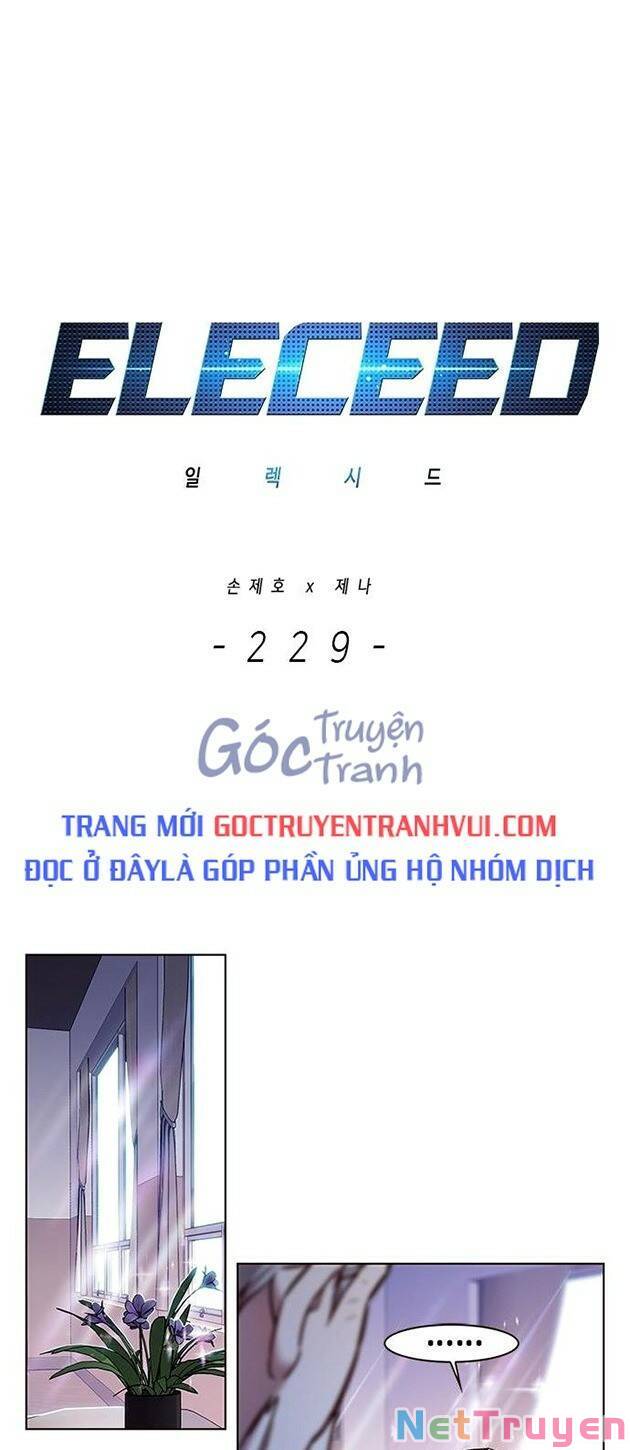 ELECEED
일렉시드
손제호 x 제나
-229-
Góc Truyện
Tranh
TRANG MỚI GOCTRUYENTRANHVUI.COM
ĐỌC Ở ĐÂYLÀ GÓP PHẦN ỦNG HỘ NHÓM DỊCH
......
NetTruyen